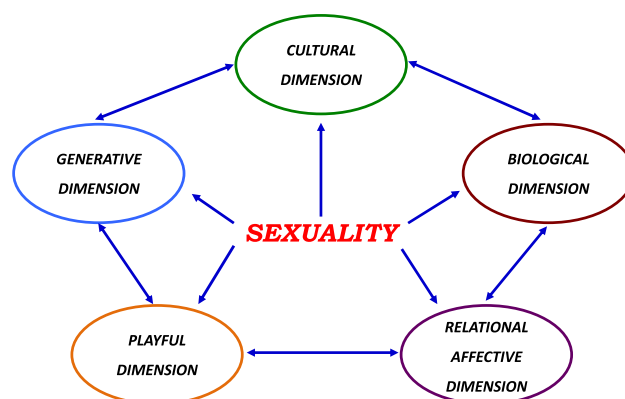 CULTURAL
DIMENSION
GENERATIVE
DIMENSION
BIOLOGICAL
DIMENSION
SEXUALITY
PLAYFUL
DIMENSION
RELATIONAL
AFFECTIVE
DIMENSION